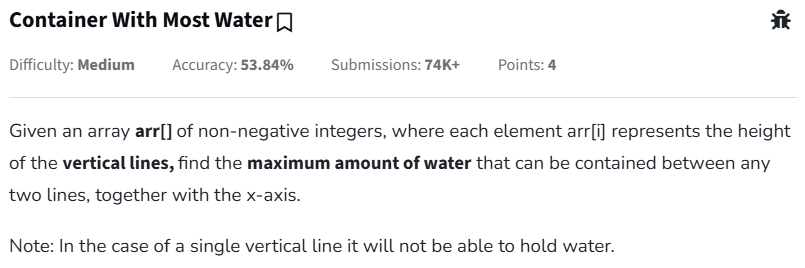 Container With Most Water
Difficulty: Medium Accuracy: 53.84% Submissions: 74K+ Points: 4
Given an array arr[] of non-negative integers, where each element arr[i] represents the height
of the vertical lines, find the maximum amount of water that can be contained between any
two lines, together with the x-axis.
Note: In the case of a single vertical line it will not be able to hold water.